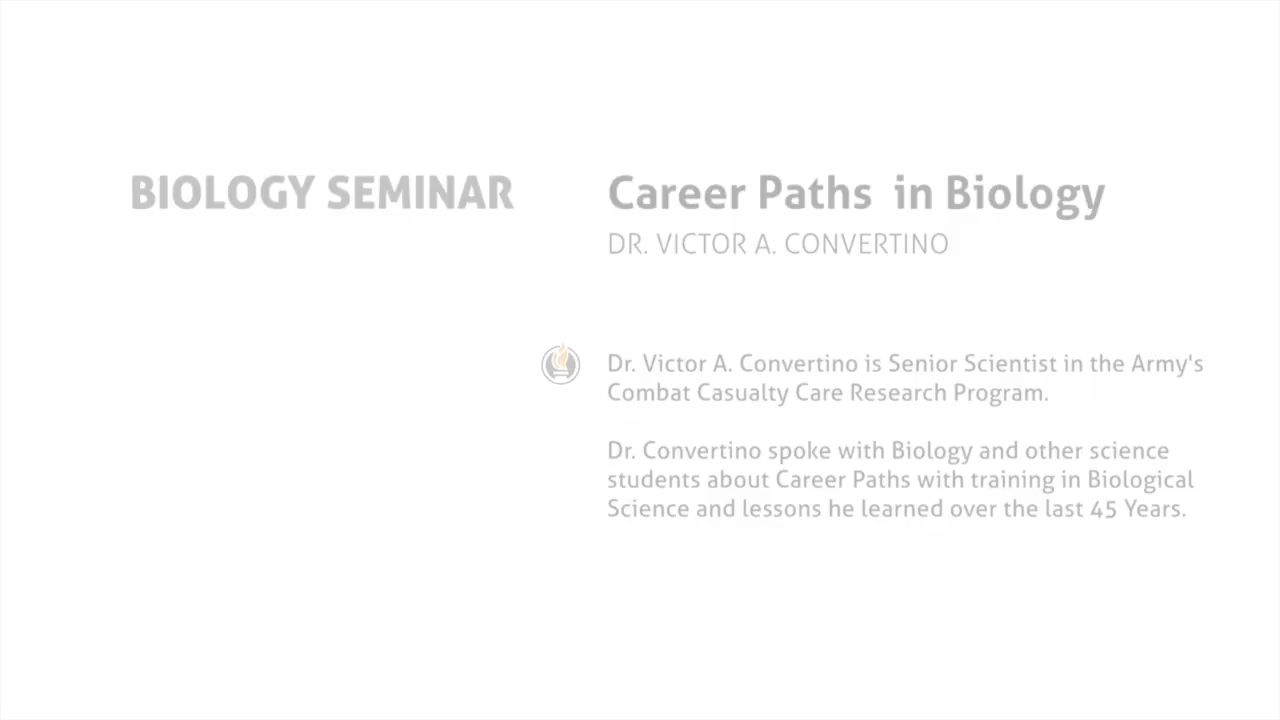 BIOLOGY SEMINAR
Career Paths in Biology
DR. VICTOR A. CONVERTINO
Dr. Victor A. Convertino is Senior Scientist in the Army's
Combat Casualty Care Research Program.
Dr. Convertino spoke with Biology and other science
students about Career Paths with training in Biological
Science and lessons he learned over the last 45 Years.